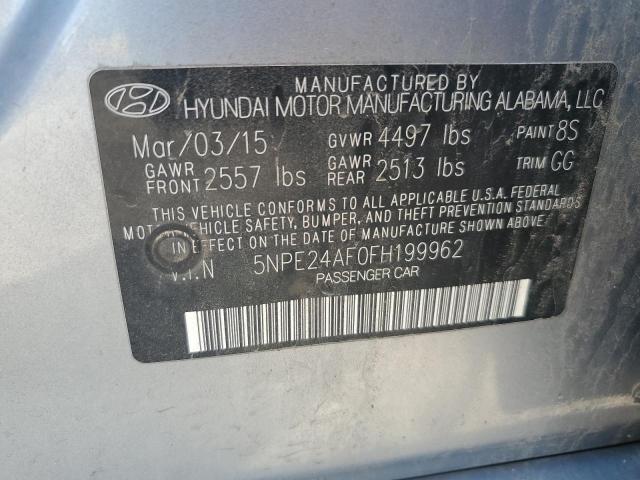 MANUFACTURED BY
HYUNDAI MOTOR MANUFACTURING ALABAMA, LLC
Mar/03/15 GVWR 4497 lbs PAINT 8S
GAWR FRONT 2557 lbs GAWR REAR 2513 lbs TRIM GG
THIS VEHICLE CONFORMS TO ALL APPLICABLE U.S.A. FEDERAL
MOTOR VEHICLE SAFETY, BUMPER, AND THEFT PREVENTION STANDARDS
IN EFFECT ON THE DATE OF MANUFACTURE SHOWN ABOVE.
V.I.N 5NPE24AF0FH199962
PASSENGER CAR